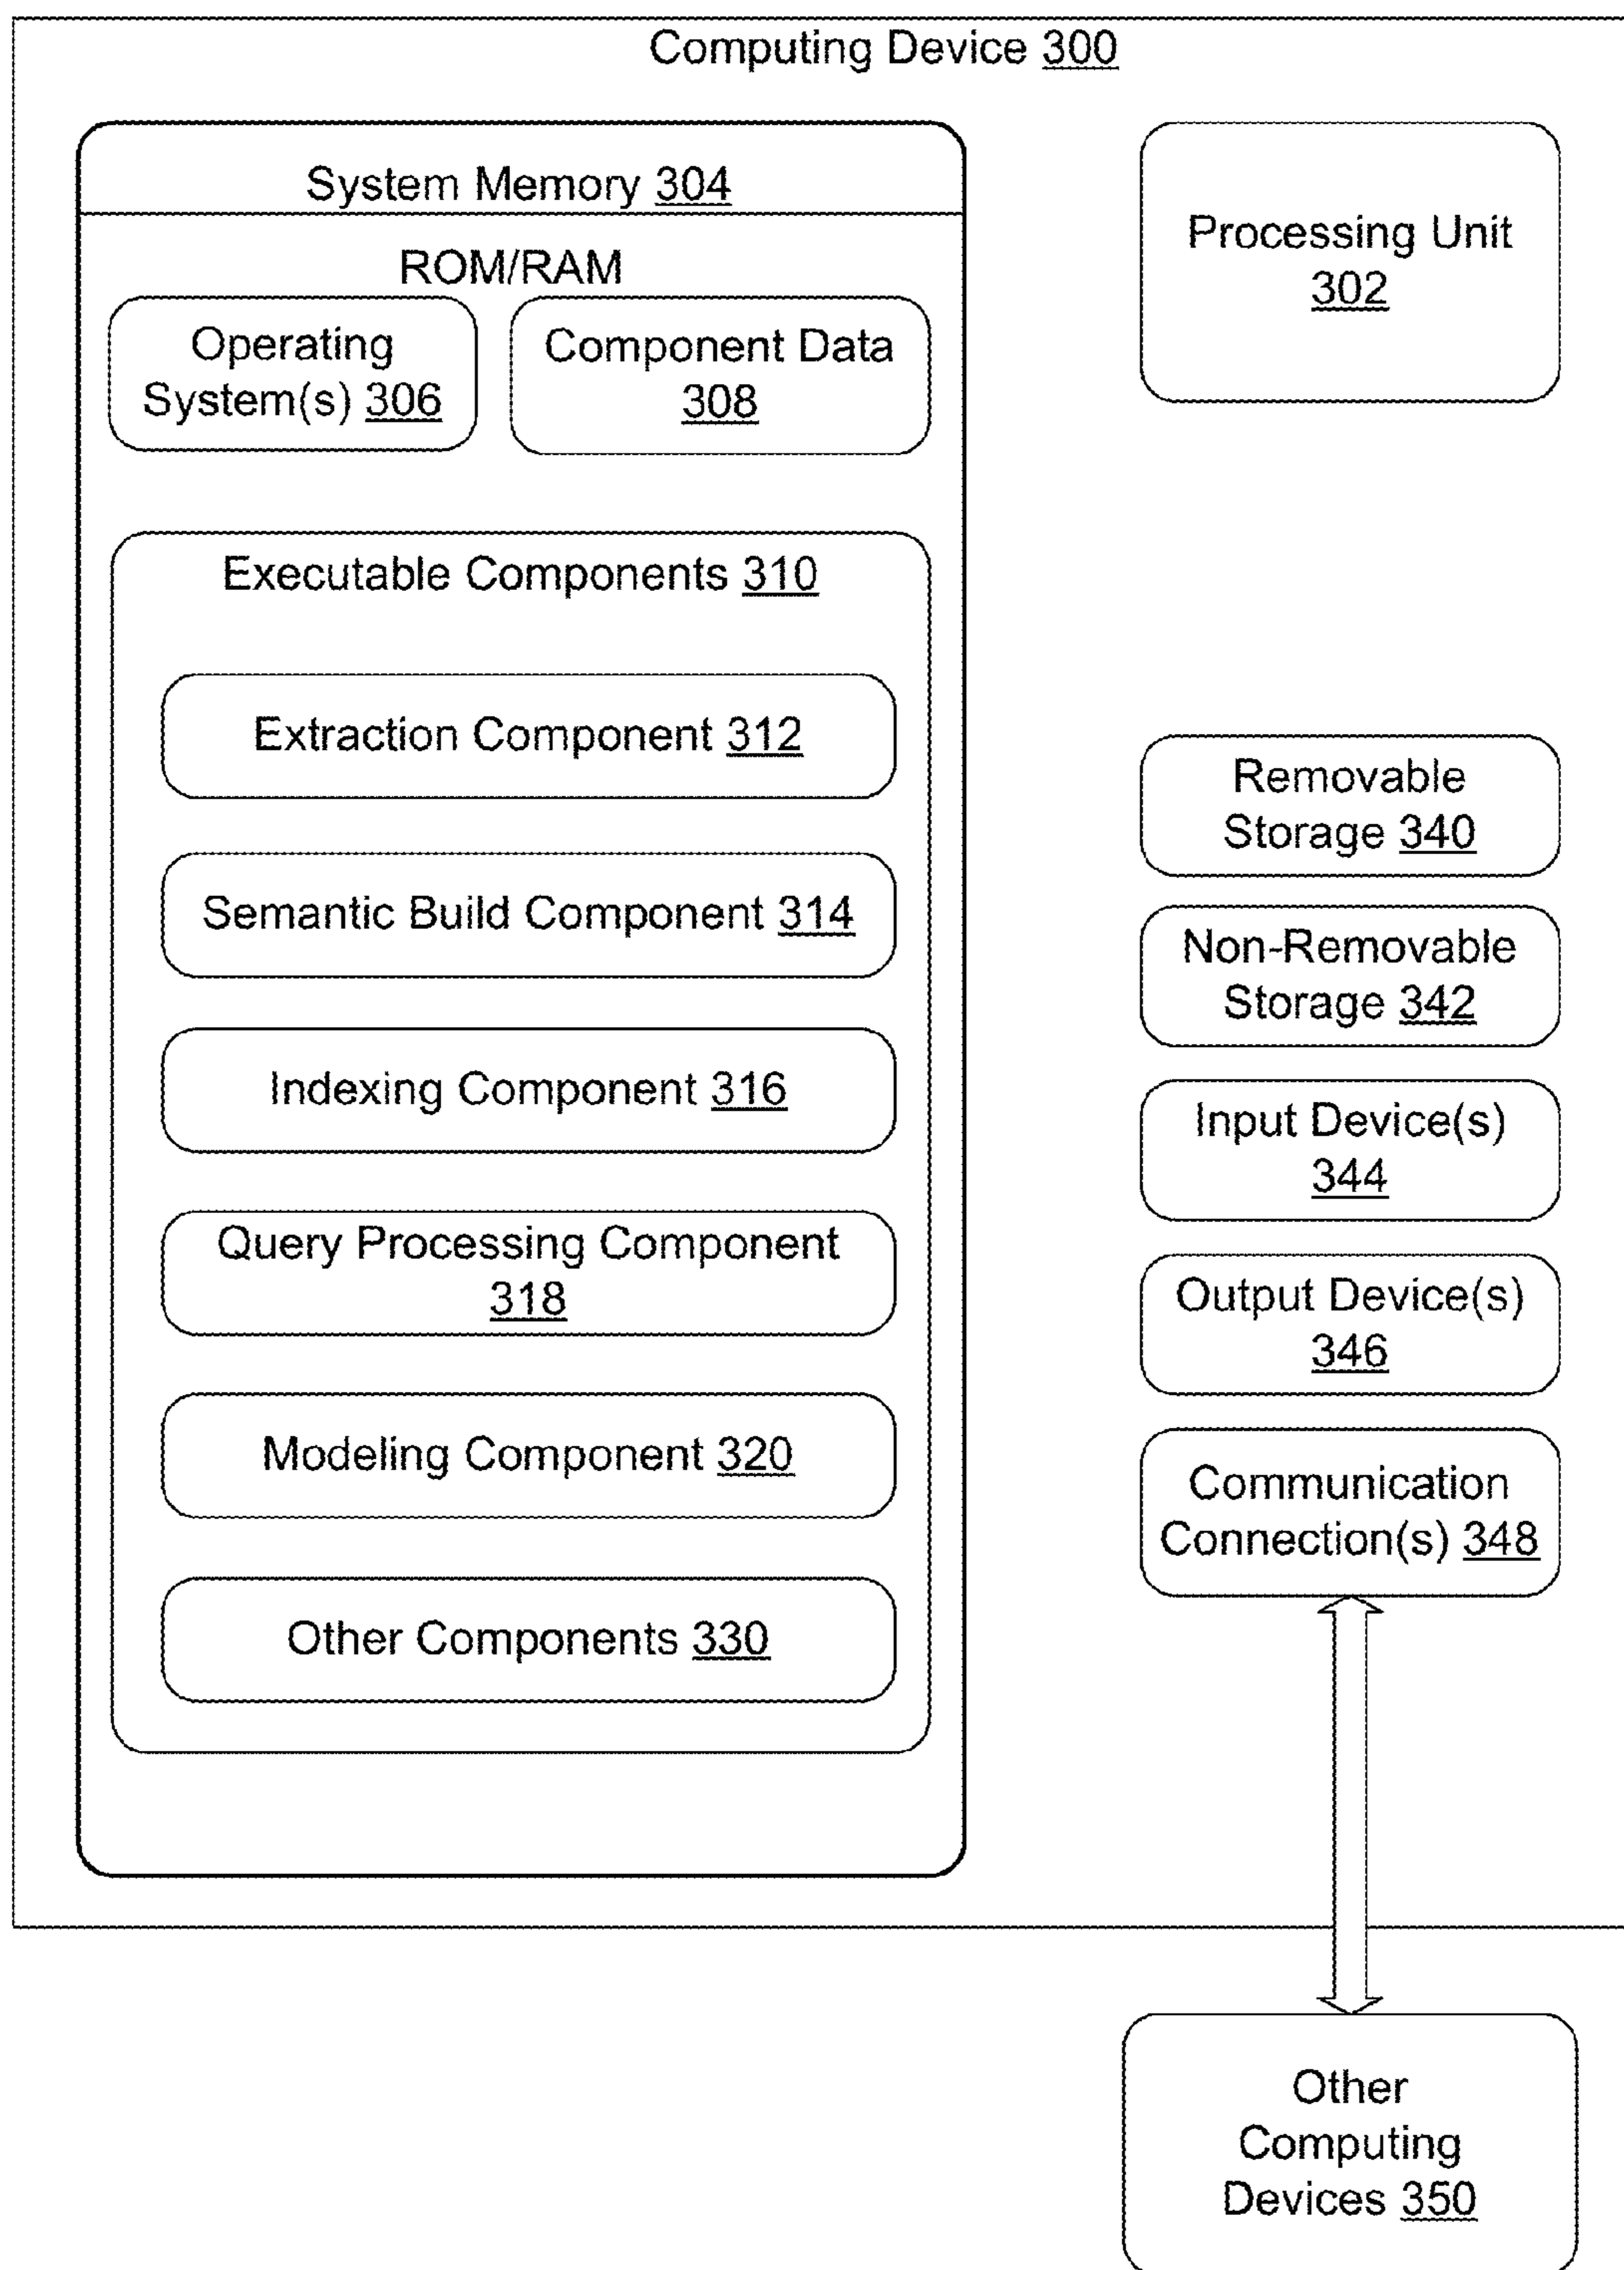 Computing Device 300
System Memory 304
ROM/RAM
Operating
System(s) 306
Component Data
308
Executable Components 310
Extraction Component 312
Semantic Build Component 314
Indexing Component 316
Query Processing Component
318
Modeling Component 320
Other Components 330
Processing Unit
302
Removable
Storage 340
Non-Removable
Storage 342
Input Device(s)
344
Output Device(s)
346
Communication
Connection(s) 348
Other
Computing
Devices 350